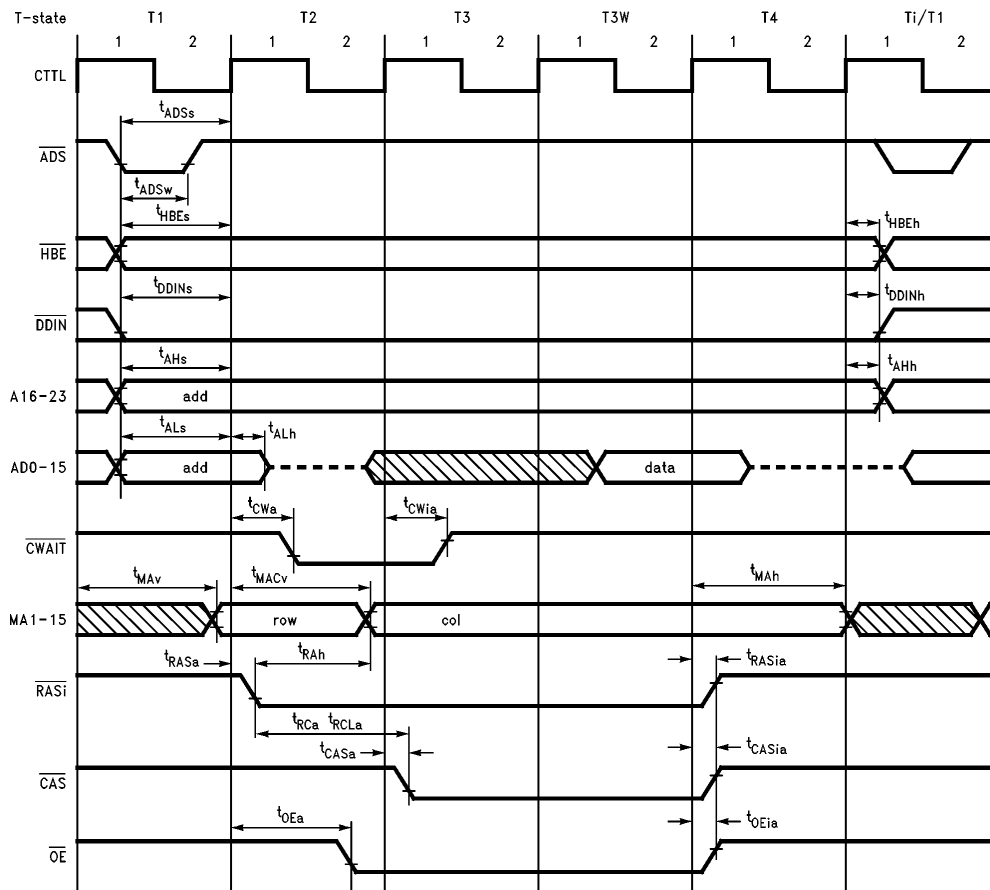 T-state T1 T2 T3 T3W T4 Ti/T1
1 2 1 2 1 2 1 2 1 2 1 2
CTTL
tADSs
ADS
tADSw
tHBEs tHBEh
HBE
tDDINs tDDINh
DDIN
tAHs tAHh
A16-23 add
tALs tALh
AD0-15 add data
tCWa tCWia
CWAIT
tMAv tMACv tMAh
MA1-15 row col
tRASa tRAh tRASia
RASi
tRCa tRCLa
tCASa tCASia
CAS
tOEa tOEia
OE